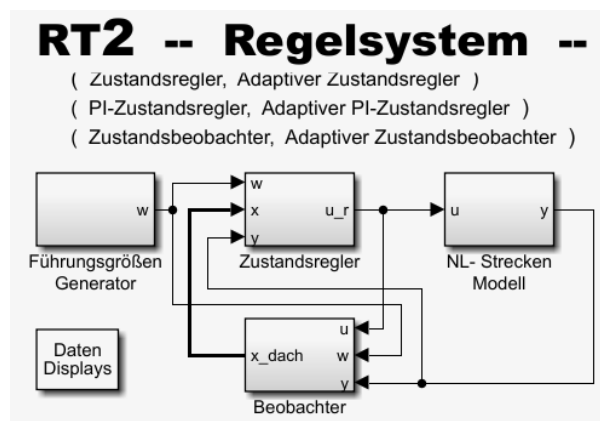 RT2 -- Regelsystem --
( Zustandsregler, Adaptiver Zustandsregler )
( PI-Zustandsregler, Adaptiver PI-Zustandsregler )
( Zustandsbeobachter, Adaptiver Zustandsbeobachter )
w
w
x
y
u_r
u
y
Führungsgrößen
Generator
Zustandsregler
NL- Strecken
Modell
Daten
Displays
x_dach
u
w
y
Beobachter